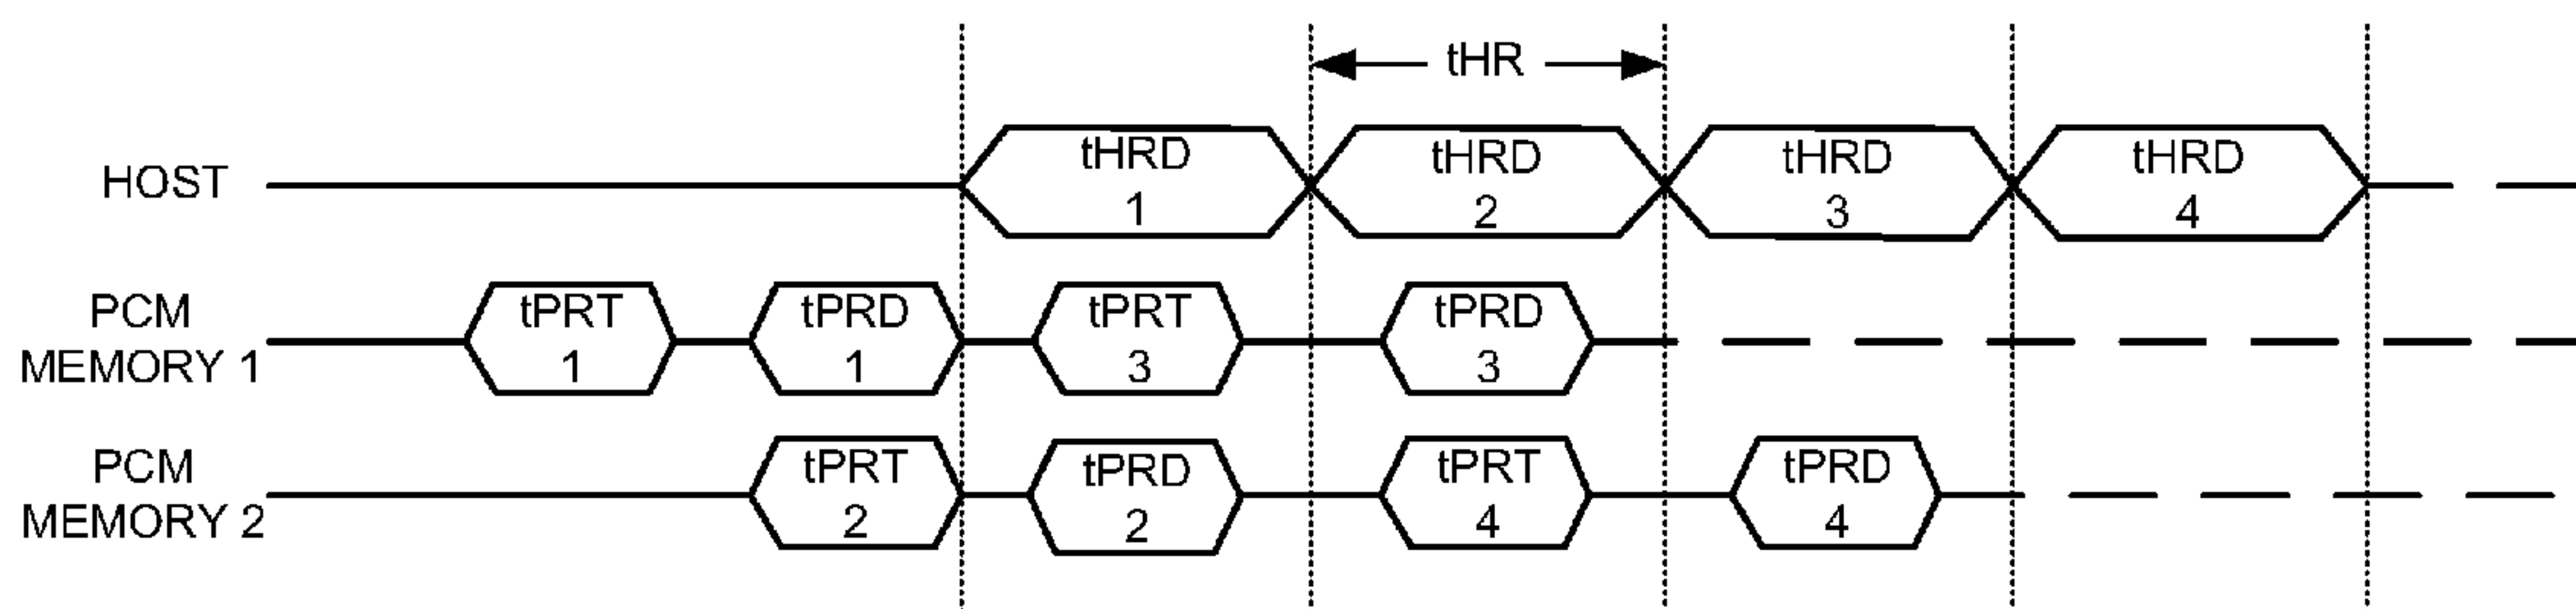 tHR
HOST
tHRD
1
tHRD
2
tHRD
3
tHRD
4
PCM
MEMORY 1
tPRT
1
tPRD
1
tPRT
3
tPRD
3
PCM
MEMORY 2
tPRT
2
tPRD
2
tPRT
4
tPRD
4